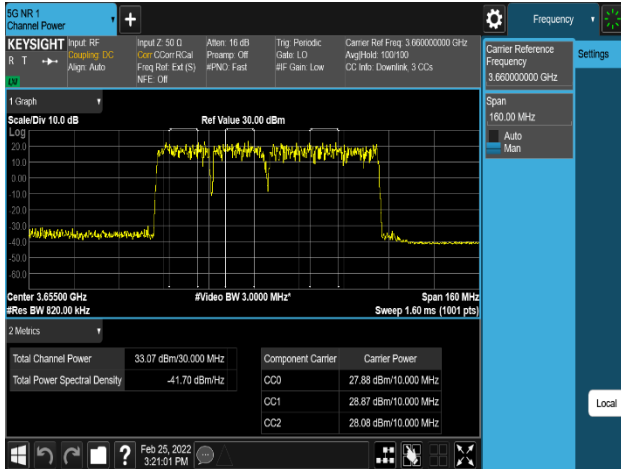 5G NR 1
Channel Power
Frequency
KEYSIGHT
R T
LV
Input: RF
Coupling: DC
Align: Auto
Input Z: 50 Ω
Corr CCorr RCal
Freq Ref: Ext (S)
NFE: Off
Atten: 16 dB
Preamp: Off
#PNO: Fast
Trig: Periodic
Gate: LO
#IF Gain: Low
Carrier Ref Freq: 3.660000000 GHz
Avg|Hold: 100/100
CC Info: Downlink, 3 CCs
Carrier Reference
Frequency
3.660000000 GHz
Settings
Span
160.00 MHz
Auto
Man
1 Graph
Scale/Div 10.0 dB
Ref Value 30.00 dBm
Log
20.0
10.0
0.00
-10.0
-20.0
-30.0
-40.0
-50.0
-60.0
Center 3.65500 GHz
#Video BW 3.0000 MHz*
Span 160 MHz
#Res BW 820.00 kHz
Sweep 1.60 ms (1001 pts)
2 Metrics
Total Channel Power 33.07 dBm/30.000 MHz
Total Power Spectral Density -41.70 dBm/Hz
Component Carrier Carrier Power
CC0 27.88 dBm/10.000 MHz
CC1 28.87 dBm/10.000 MHz
CC2 28.08 dBm/10.000 MHz
Local
Feb 25, 2022
3:21:01 PM